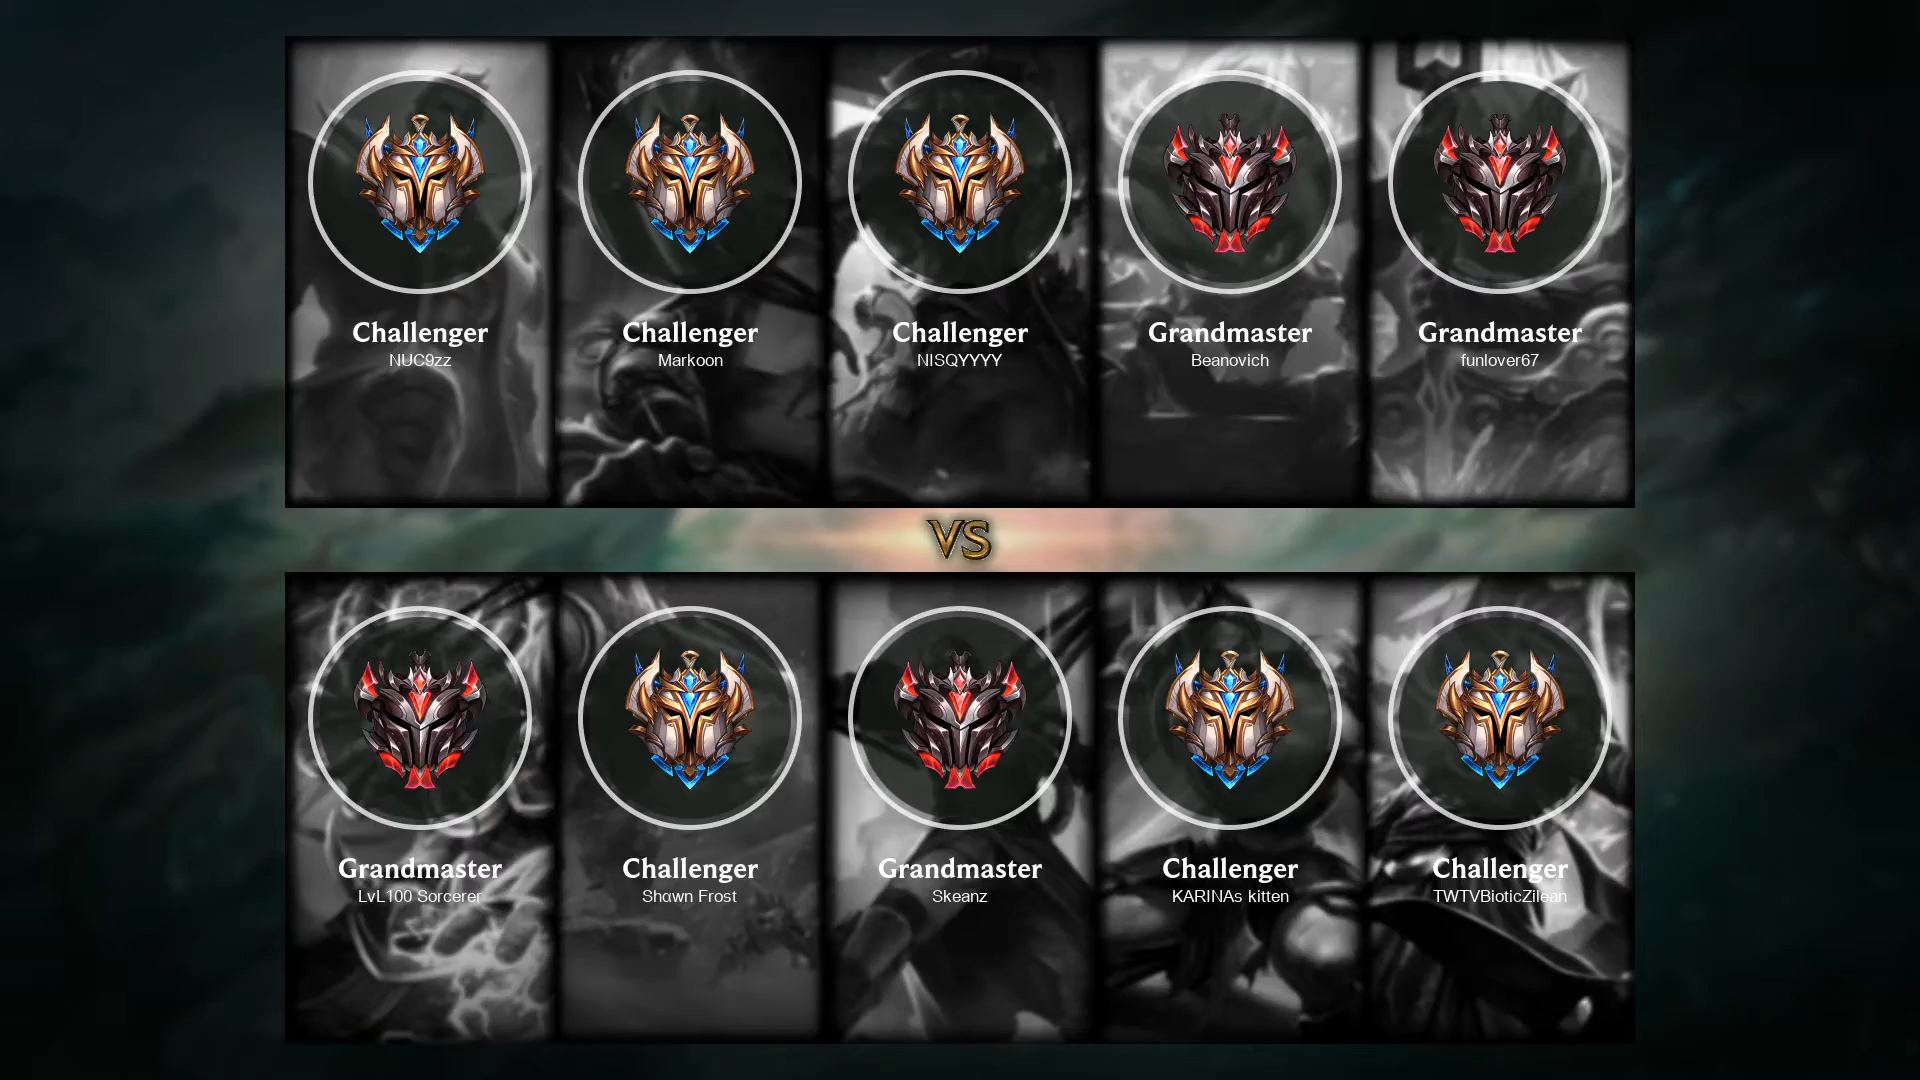 Challenger
NUC9zz
Challenger
Markoon
Challenger
NISQYYYY
Grandmaster
Beanovich
Grandmaster
funlover67
VS
Grandmaster
LvL100 Sorcerer
Challenger
Shαwn Frost
Grandmaster
Skeanz
Challenger
KARINAs kitten
Challenger
TWTVBioticZilean